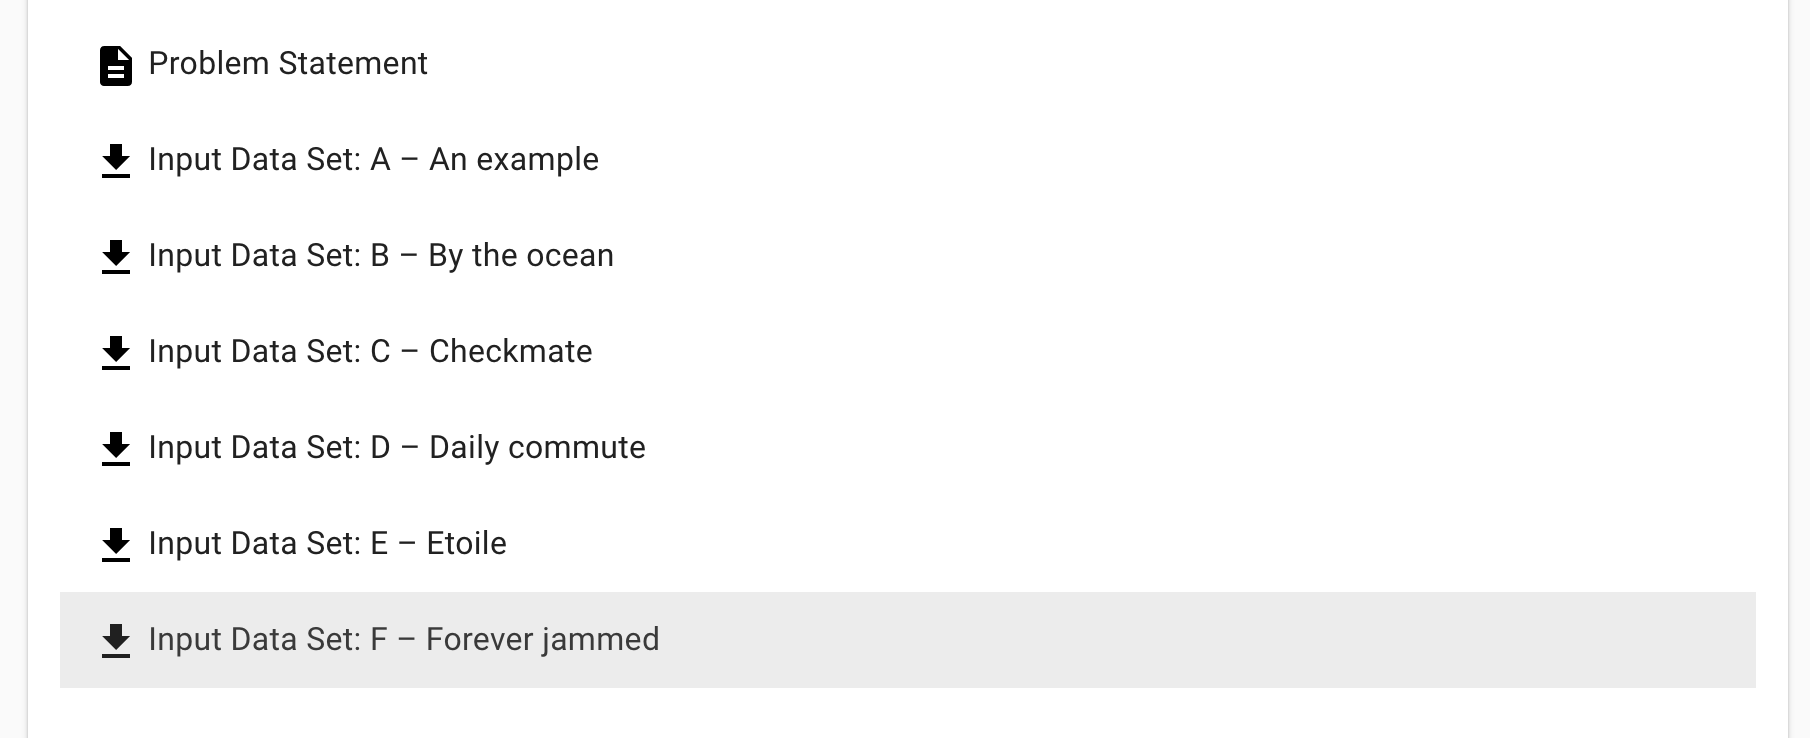 Problem Statement
Input Data Set: A – An example
Input Data Set: B – By the ocean
Input Data Set: C – Checkmate
Input Data Set: D – Daily commute
Input Data Set: E – Etoile
Input Data Set: F – Forever jammed